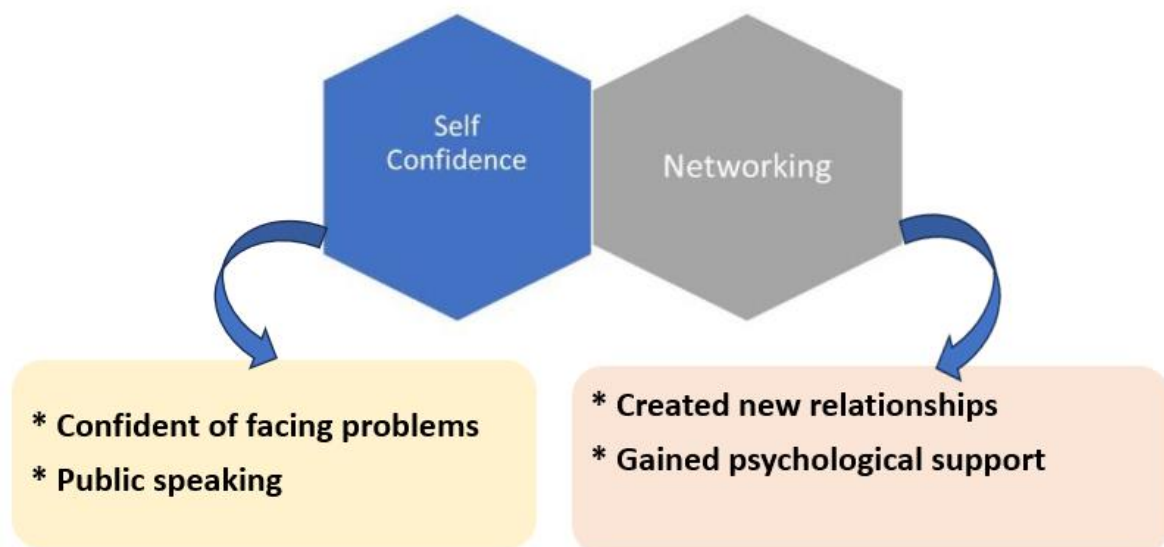 Self
Confidence
Networking
* Confident of facing problems
* Public speaking
* Created new relationships
* Gained psychological support